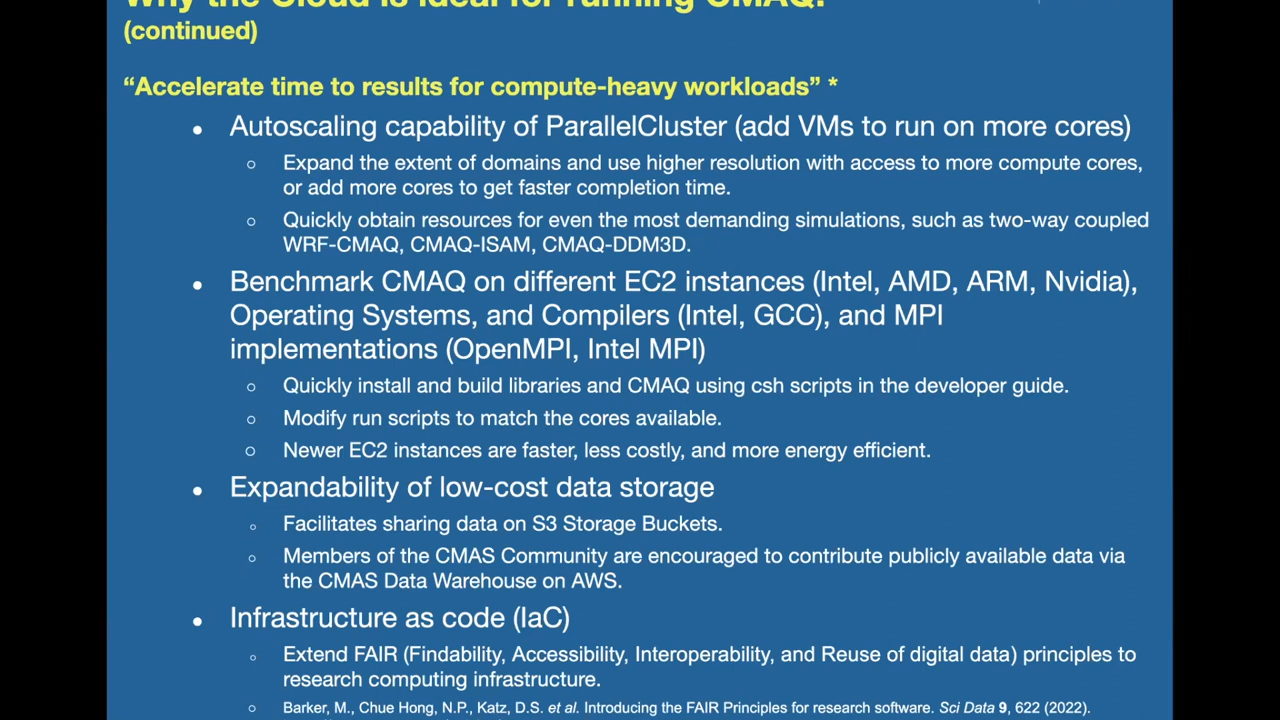 Why the Cloud is Ideal for running CMAQ?
(continued)
“Accelerate time to results for compute-heavy workloads” *
● Autoscaling capability of ParallelCluster (add VMs to run on more cores)
○ Expand the extent of domains and use higher resolution with access to more compute cores,
or add more cores to get faster completion time.
○ Quickly obtain resources for even the most demanding simulations, such as two-way coupled
WRF-CMAQ, CMAQ-ISAM, CMAQ-DDM3D.
● Benchmark CMAQ on different EC2 instances (Intel, AMD, ARM, Nvidia),
Operating Systems, and Compilers (Intel, GCC), and MPI
implementations (OpenMPI, Intel MPI)
○ Quickly install and build libraries and CMAQ using csh scripts in the developer guide.
○ Modify run scripts to match the cores available.
○ Newer EC2 instances are faster, less costly, and more energy efficient.
● Expandability of low-cost data storage
○ Facilitates sharing data on S3 Storage Buckets.
○ Members of the CMAS Community are encouraged to contribute publicly available data via
the CMAS Data Warehouse on AWS.
● Infrastructure as code (IaC)
○ Extend FAIR (Findability, Accessibility, Interoperability, and Reuse of digital data) principles to
research computing infrastructure.
○ Barker, M., Chue Hong, N.P., Katz, D.S. et al. Introducing the FAIR Principles for research software. Sci Data 9, 622 (2022).